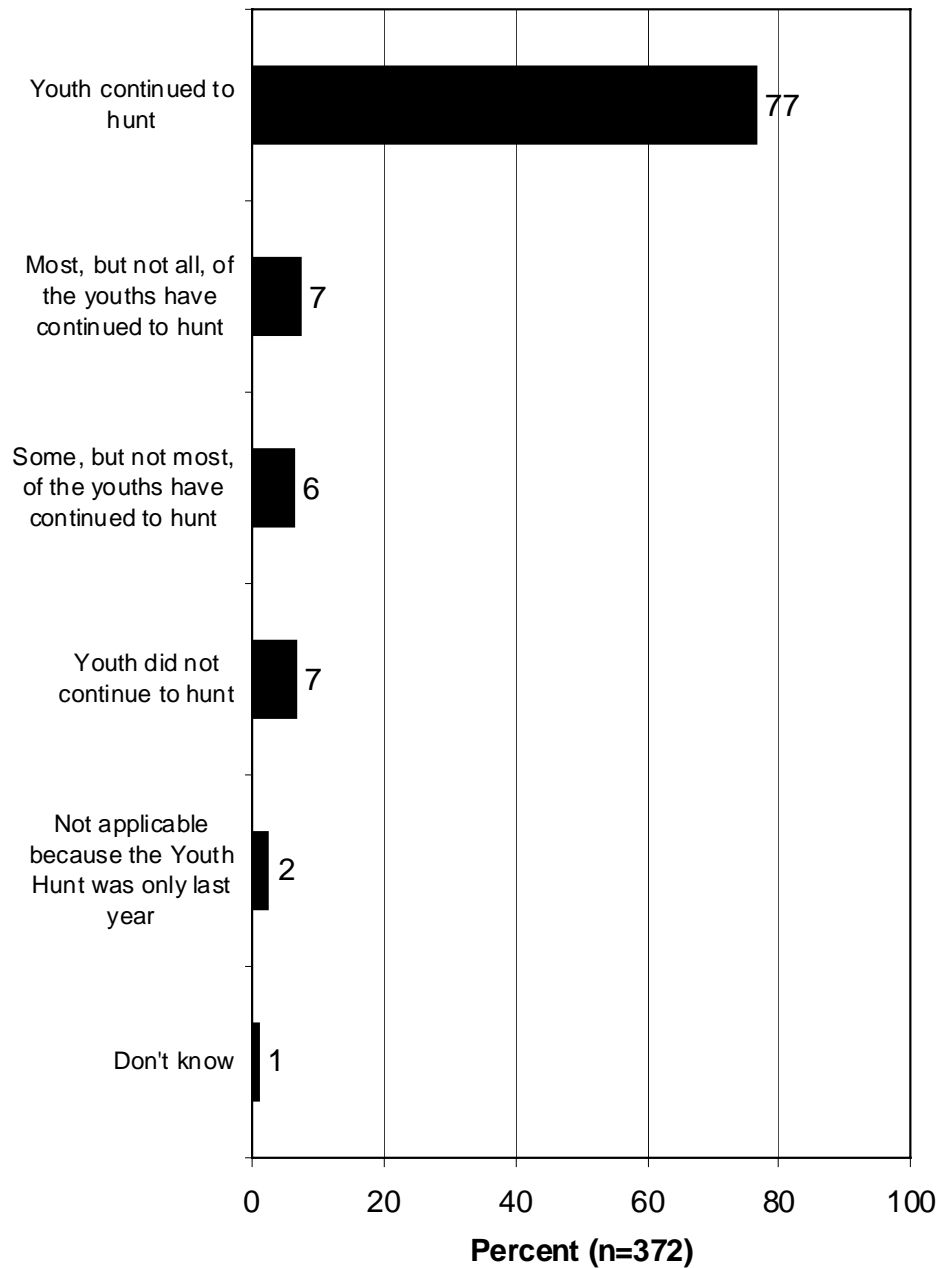 Youth continued to
hunt
77
Most, but not all, of
the youths have
continued to hunt
7
Some, but not most,
of the youths have
continued to hunt
6
Youth did not
continue to hunt
7
Not applicable
because the Youth
Hunt was only last
year
2
Don't know
1
0 20 40 60 80 100
Percent (n=372)